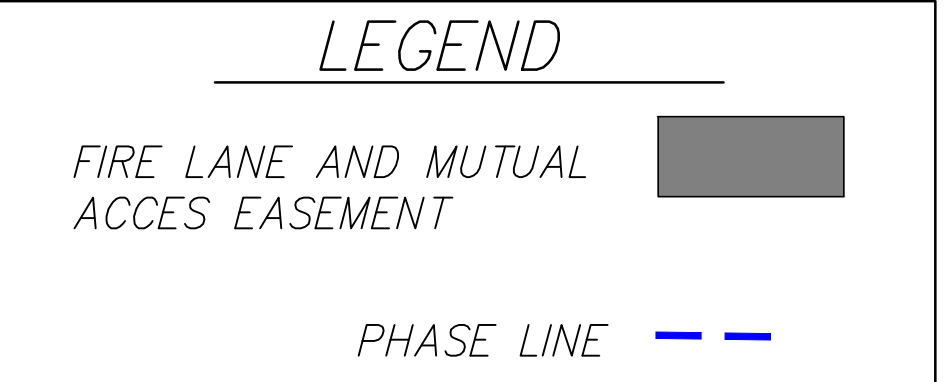 LEGEND
FIRE LANE AND MUTUAL
ACCES EASEMENT
PHASE LINE